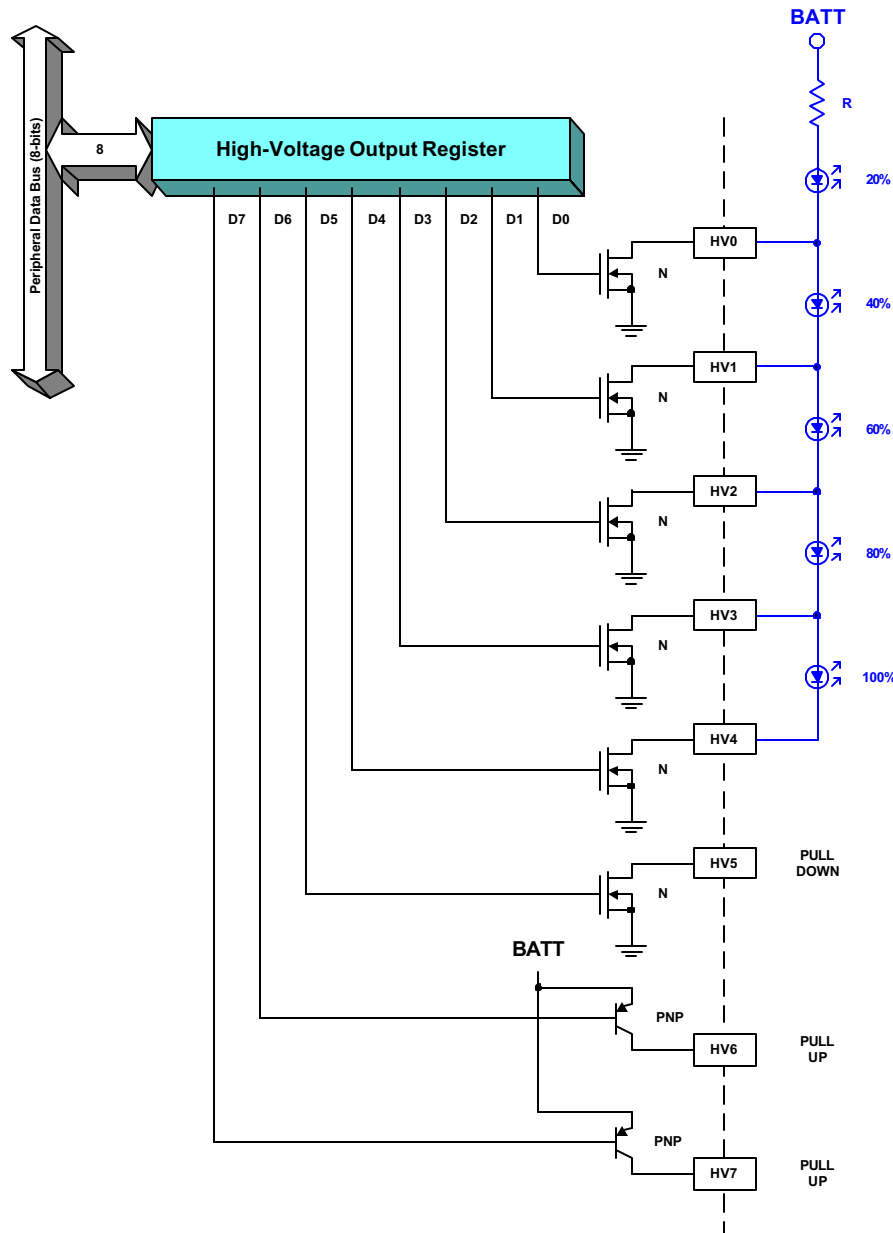 BATT
R
Peripheral Data Bus (8-bits)
8
High-Voltage Output Register
20%
D7 D6 D5 D4 D3 D2 D1 D0
HV0
N
40%
HV1
N
60%
HV2
N
80%
HV3
N
100%
HV4
N
HV5
PULL
DOWN
N
BATT
PNP
HV6
PULL
UP
PNP
HV7
PULL
UP